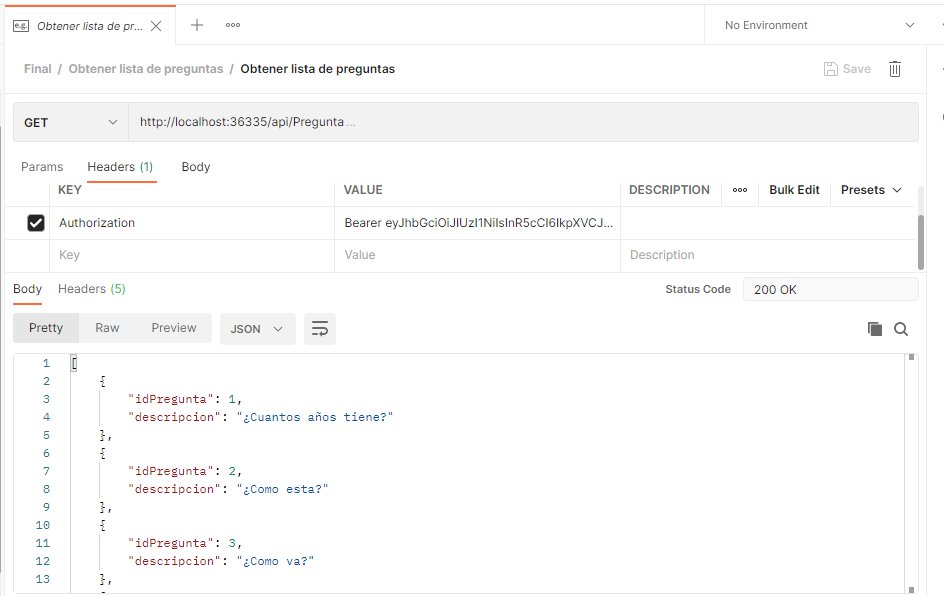 e.g. Obtener lista de pr...
No Environment
Final / Obtener lista de preguntas / Obtener lista de preguntas
Save
GET
http://localhost:36335/api/Pregunta ...
Params Headers (1) Body
KEY VALUE DESCRIPTION Bulk Edit Presets
Authorization Bearer eyJhbGciOiJIUzI1NiIsInR5cCI6IkpXVCJ...
Key Value Description
Body Headers (5) Status Code 200 OK
Pretty Raw Preview JSON
1 [
2 {
3 "idPregunta": 1,
4 "descripcion": "¿Cuantos años tiene?"
5 },
6 {
7 "idPregunta": 2,
8 "descripcion": "¿Como esta?"
9 },
10 {
11 "idPregunta": 3,
12 "descripcion": "¿Como va?"
13 },